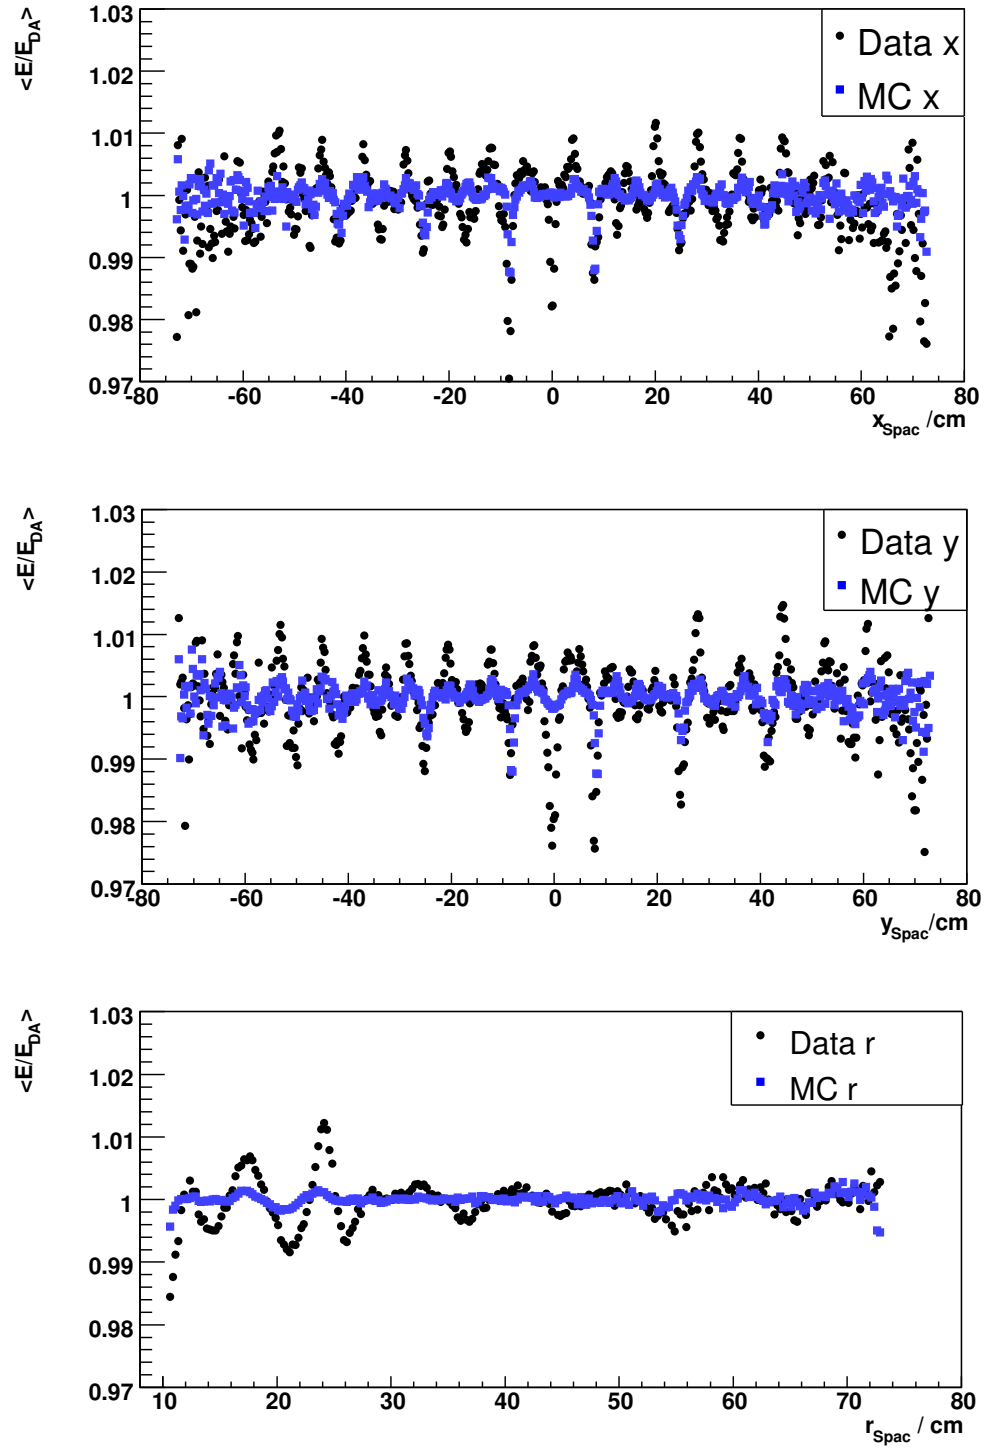 <E/E_DA>
1.03
1.02
1.01
1
0.99
0.98
0.97
Data x
MC x
-80 -60 -40 -20 0 20 40 60 80
x_Spac /cm
<E/E_DA>
1.03
1.02
1.01
1
0.99
0.98
0.97
Data y
MC y
-80 -60 -40 -20 0 20 40 60 80
y_Spac/cm
<E/E_DA>
1.03
1.02
1.01
1
0.99
0.98
0.97
Data r
MC r
10 20 30 40 50 60 70 80
r_Spac / cm